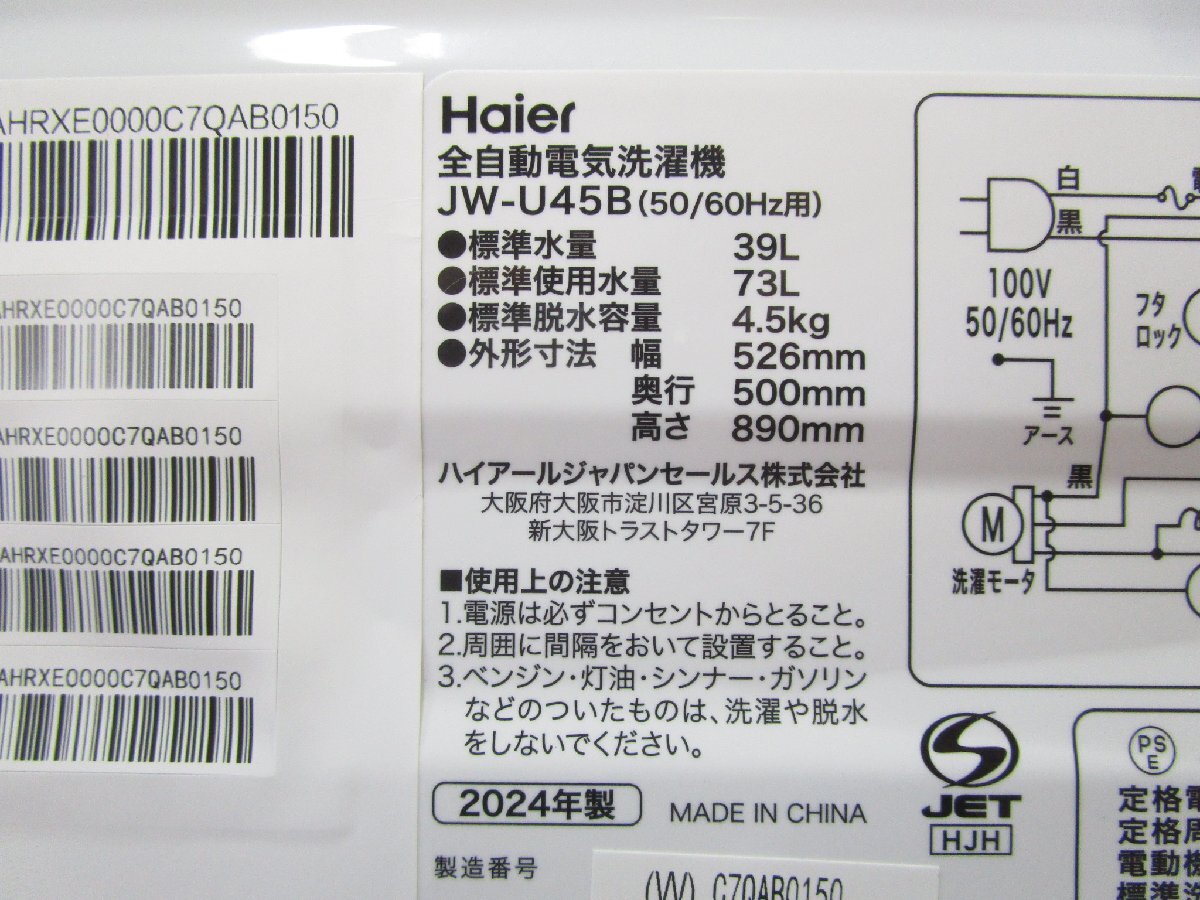 AHRXE0000C7QAB0150
AHRXE0000C7QAB0150
AHRXE0000C7QAB0150
AHRXE0000C7QAB0150
AHRXE0000C7QAB0150
Haier
全自動電気洗濯機
JW-U45B(50/60Hz用)
●標準水量 39L
●標準使用水量 73L
●標準脱水容量 4.5kg
●外形寸法 幅 526mm
奥行 500mm
高さ 890mm
ハイアールジャパンセールス株式会社
大阪府大阪市淀川区宮原3-5-36
新大阪トラストタワー7F
■使用上の注意
1.電源は必ずコンセントからとること。
2.周囲に間隔をおいて設置すること。
3.ベンジン・灯油・シンナー・ガソリン
などのついたものは、洗濯や脱水
をしないでください。
2024年製 MADE IN CHINA
製造番号
(W) C7QAB0150
白
黒
100V
50/60Hz
フタ
ロック
アース
黒
M
洗濯モータ
S
JET
HJH
PS
E
定格電
定格周
電動機
標準洗